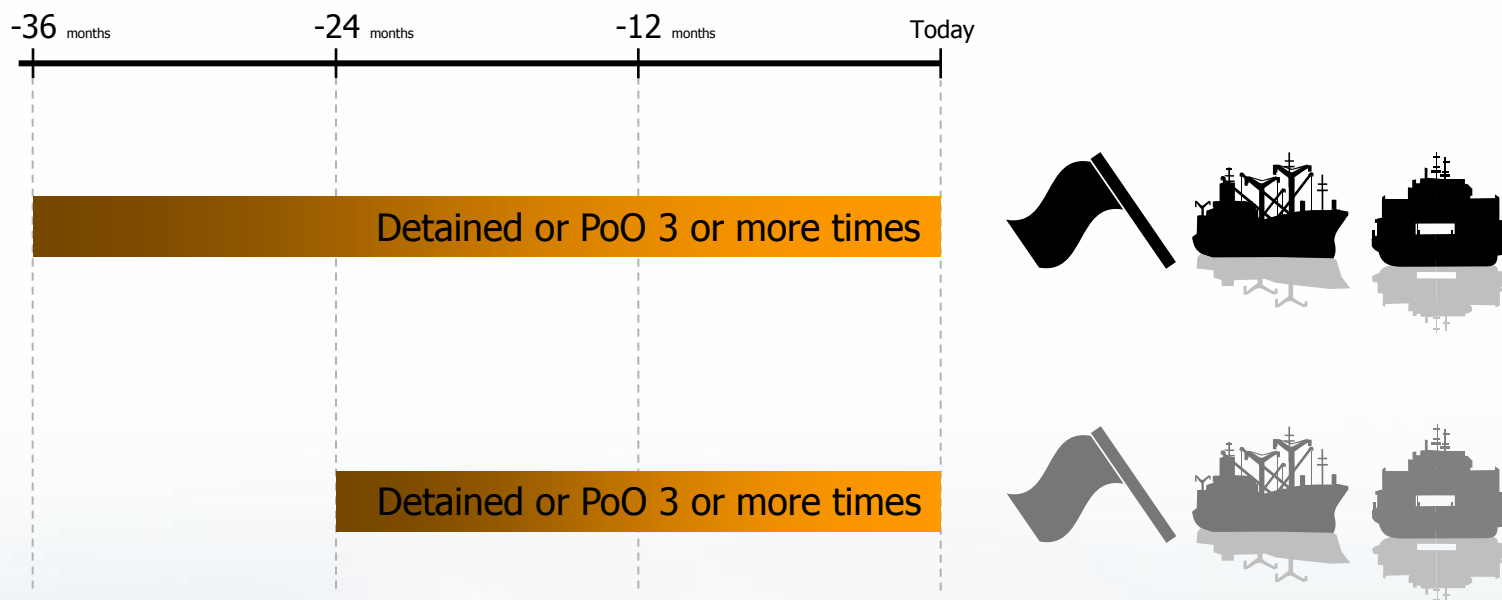 -36 months -24 months -12 months Today
Detained or PoO 3 or more times
Detained or PoO 3 or more times